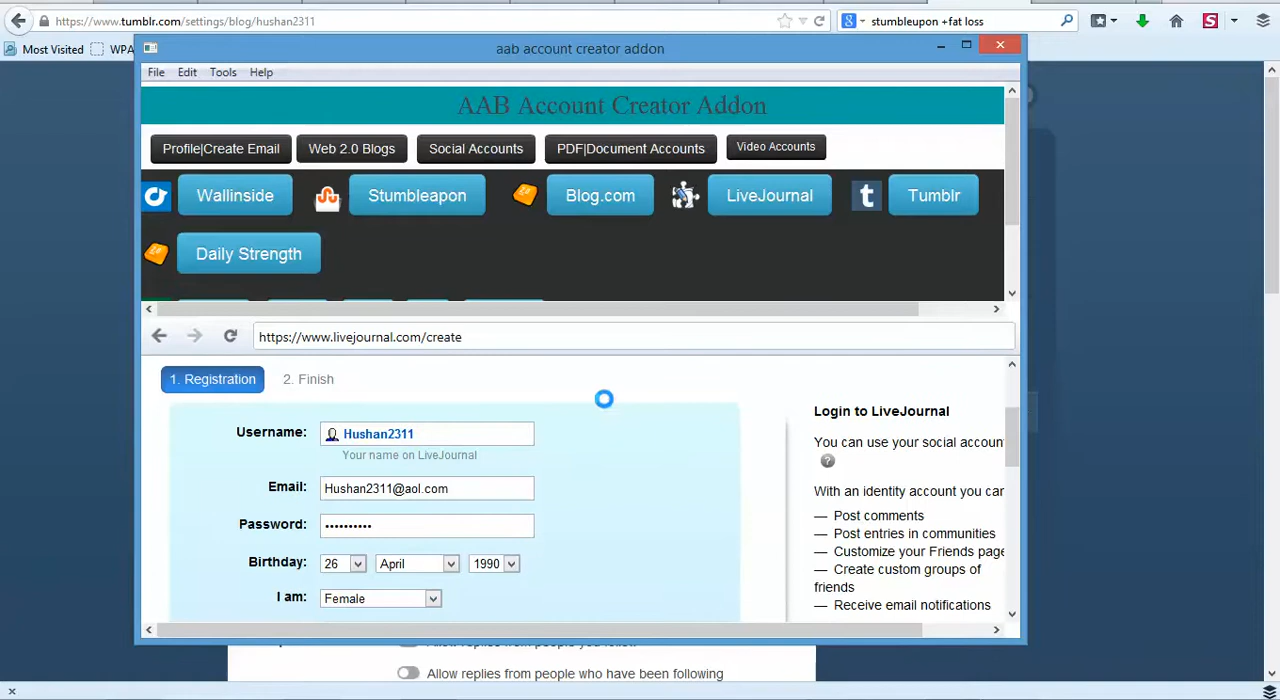 https://www.tumblr.com/settings/blog/hushan2311
stumbleupon +fat loss
Most Visited
WPA
aab account creator addon
File Edit Tools Help
AAB Account Creator Addon
Profile|Create Email Web 2.0 Blogs Social Accounts PDF|Document Accounts Video Accounts
Wallinside Stumbleapon Blog.com LiveJournal t Tumblr
Daily Strength
https://www.livejournal.com/create
1. Registration 2. Finish
Username: Hushan2311
Your name on LiveJournal
Email: Hushan2311@aol.com
Password: ••••••••••
Birthday: 26 April 1990
I am: Female
Login to LiveJournal
You can use your social accoun
?
With an identity account you car
— Post comments
— Post entries in communities
— Customize your Friends page
— Create custom groups of
friends
— Receive email notifications
Allow replies from people who have been following